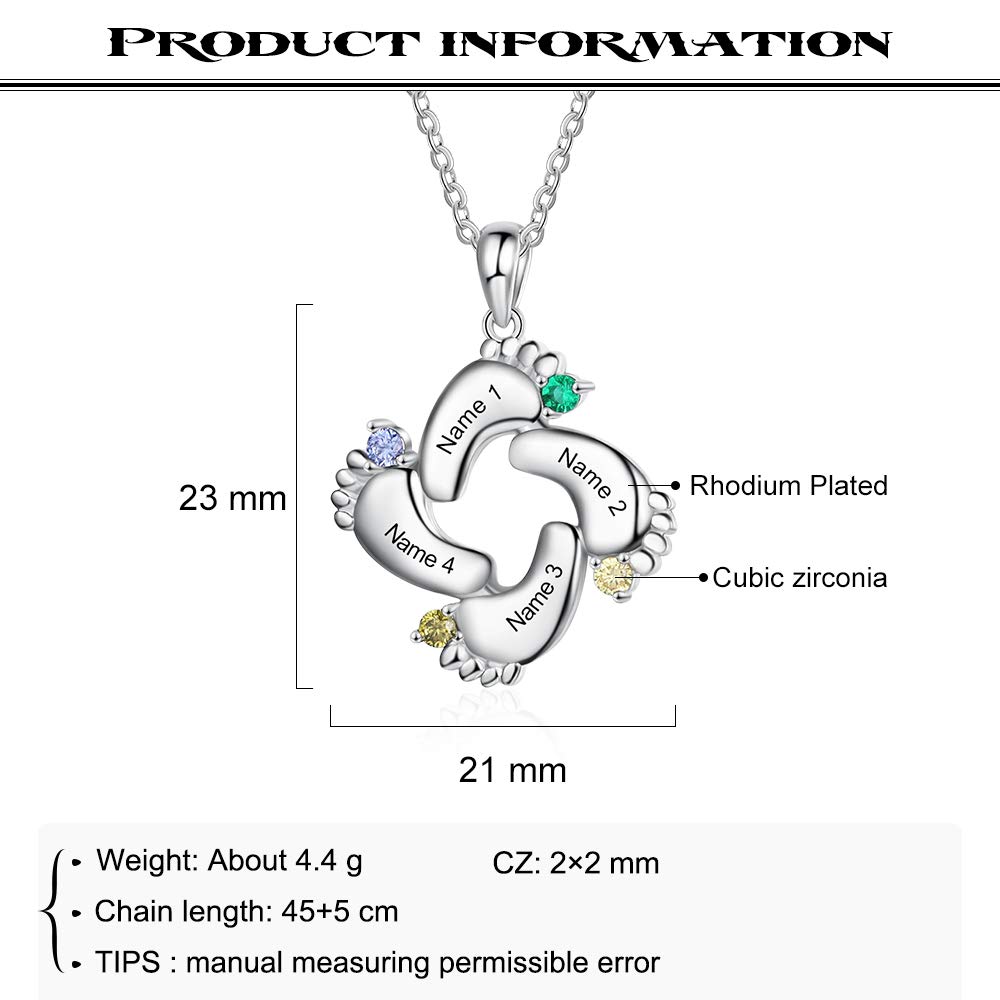 PRODUCT INFORMATION
Name 1
Name 2
23 mm
Rhodium Plated
Name 4
Name 3
Cubic zirconia
21 mm
Weight: About 4.4 g
CZ: 2×2 mm
Chain length: 45+5 cm
TIPS : manual measuring permissible error